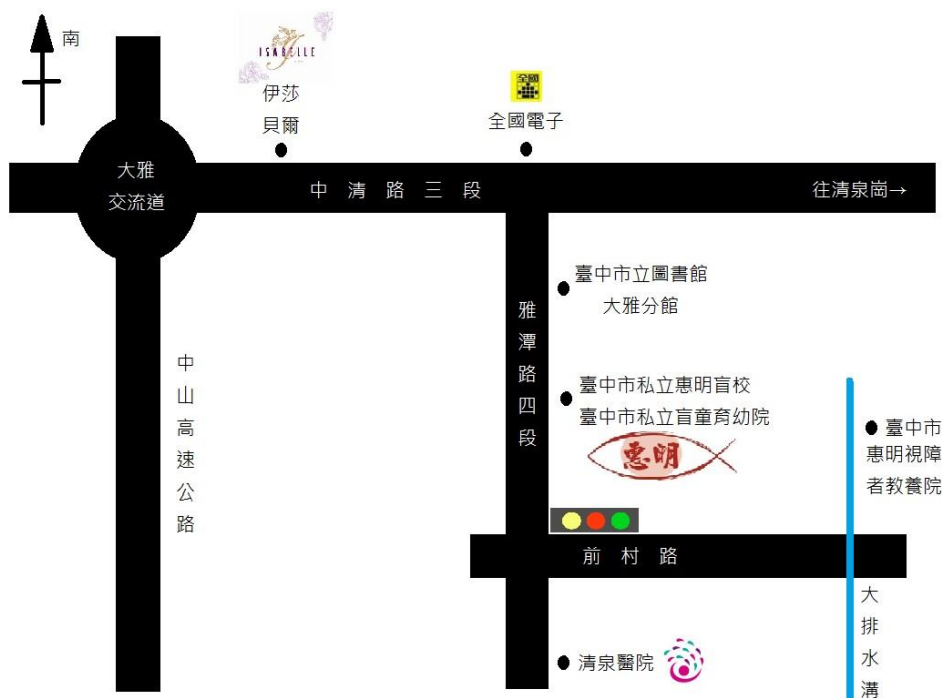 南
ISABELLE
伊莎
貝爾
全國
全國電子
大雅
交流道
中清路三段
往清泉崗→
臺中市立圖書館
大雅分館
雅潭路四段
中山高速公路
臺中市私立惠明盲校
臺中市私立盲童育幼院
惠明
臺中市
惠明視障
者教養院
前村路
大排水溝
清泉醫院